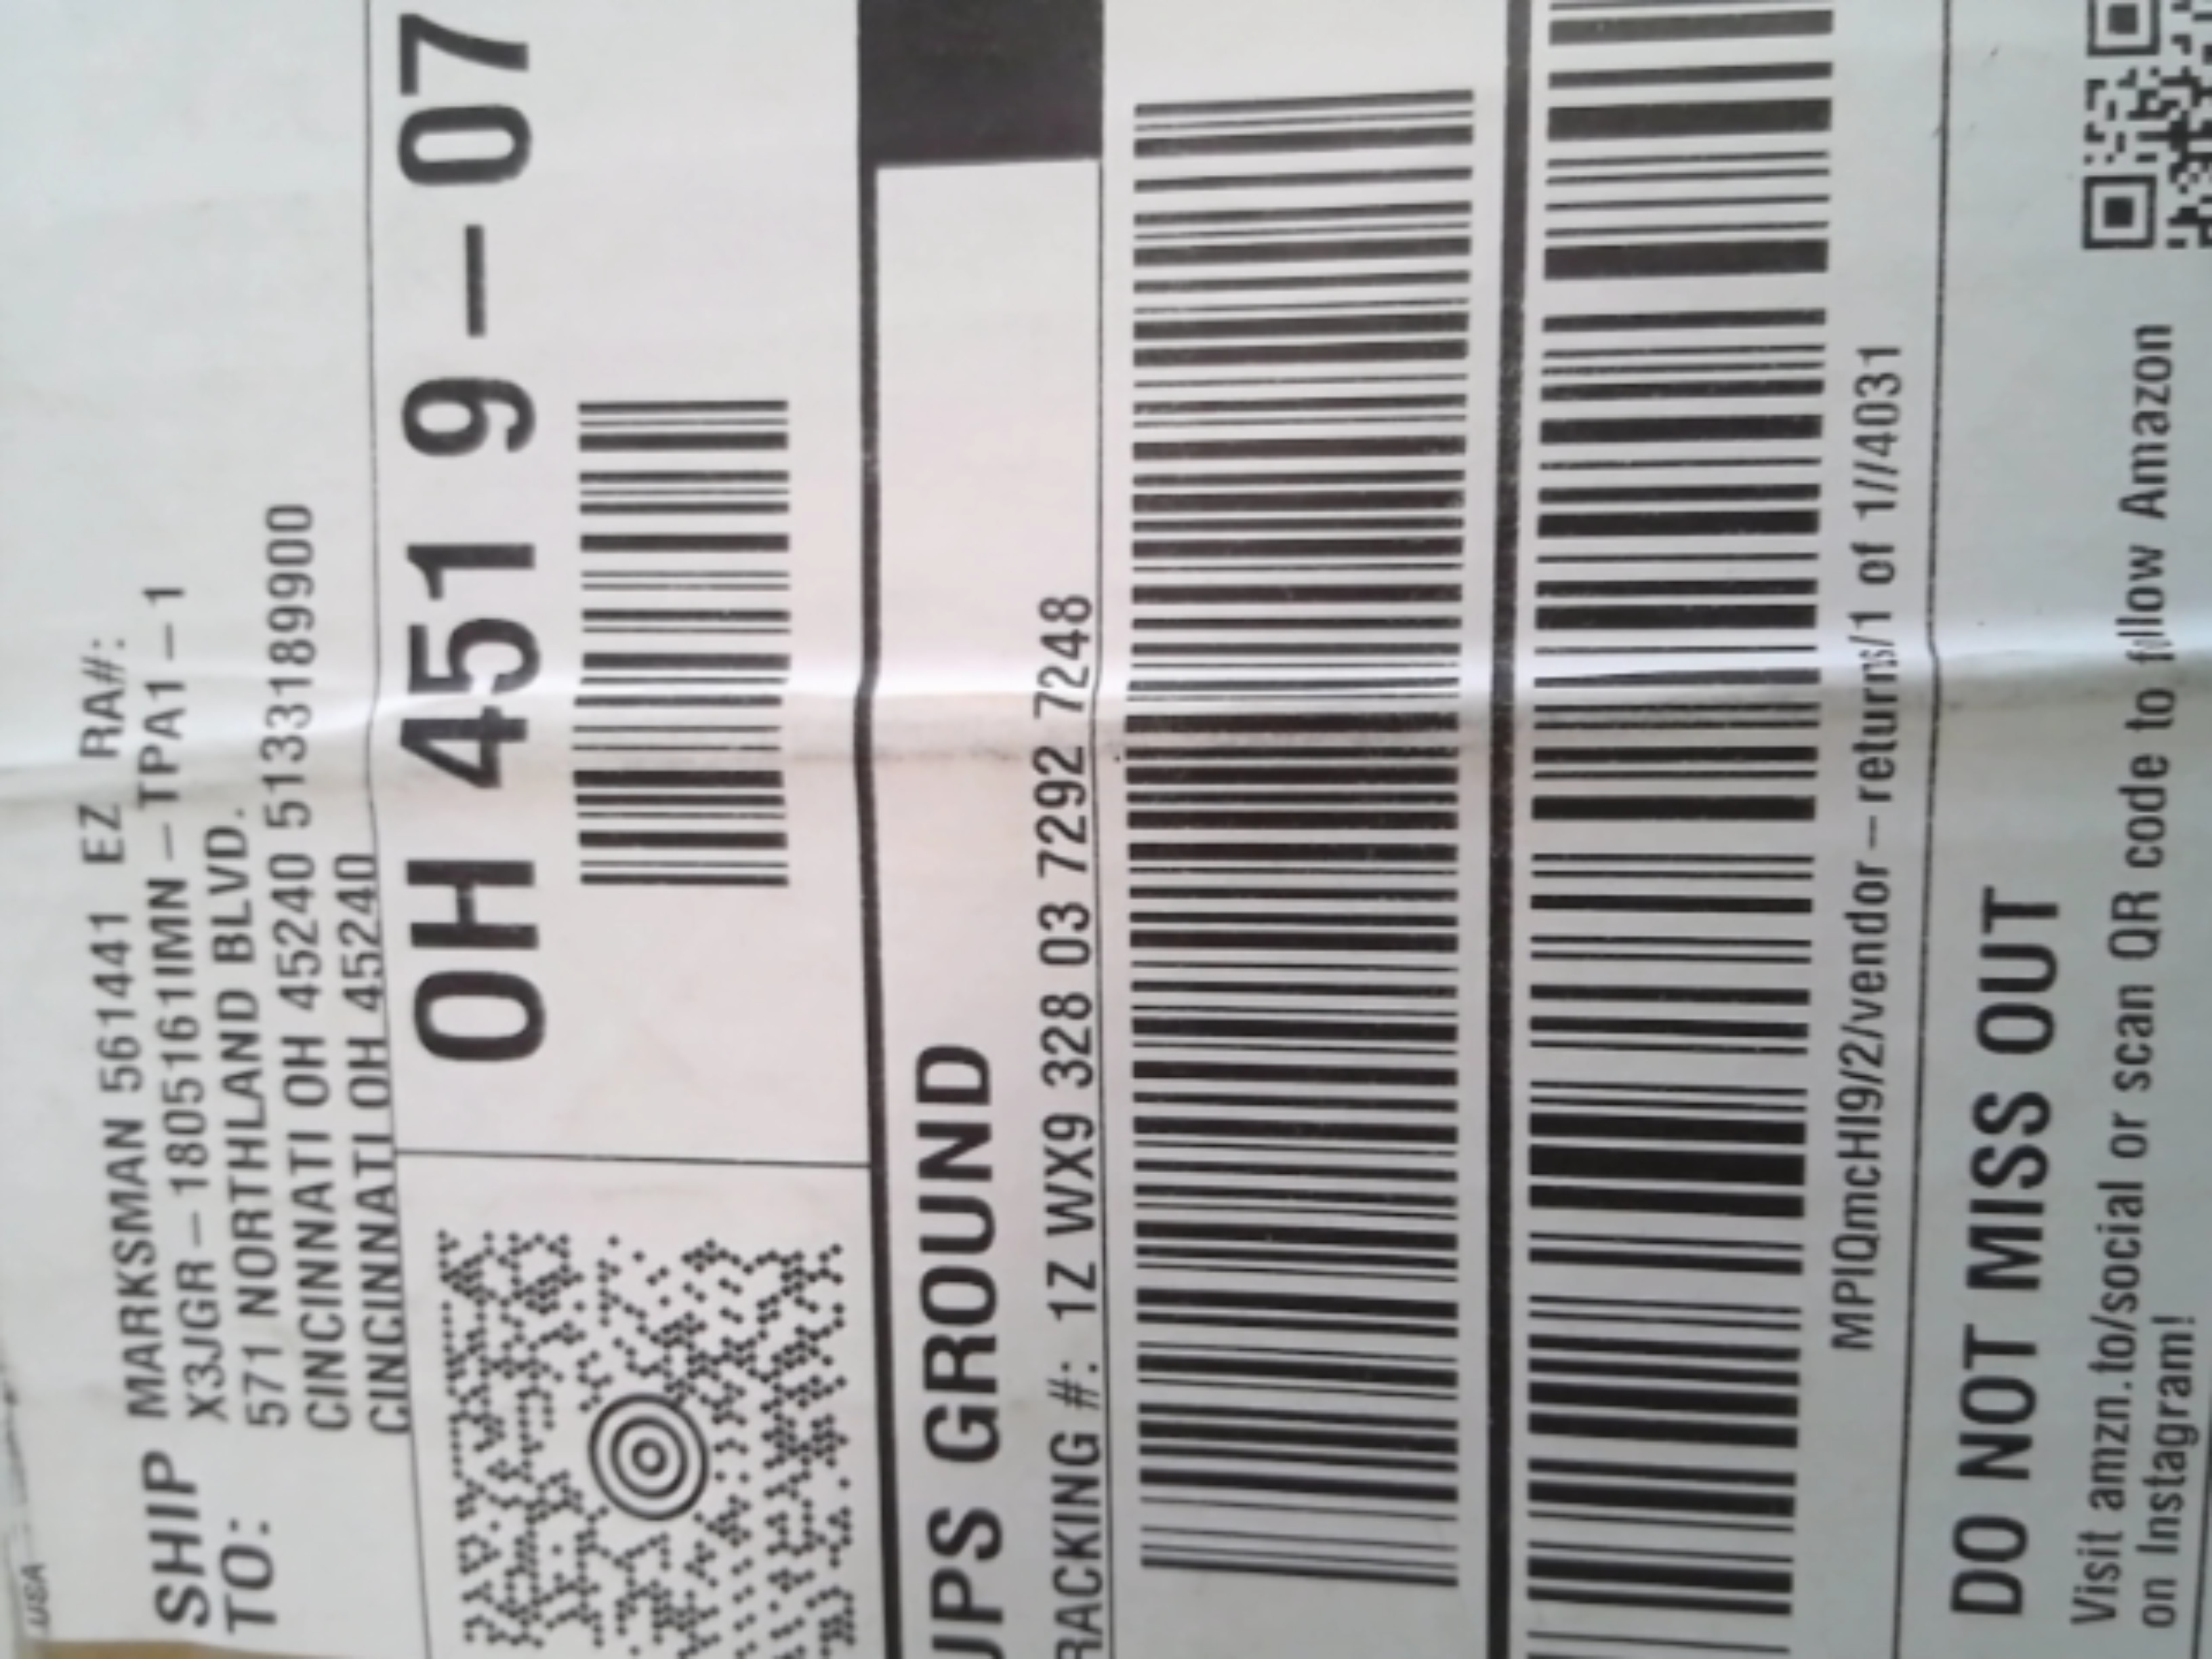 USA
SHIP TO:
MARKSMAN 561441 EZ RA#:
X3JGR-1805161IMN-TPA1-1
571 NORTHLAND BLVD.
CINCINNATI OH 45240 5133189900
CINCINNATI OH 45240
OH 451 9-07
UPS GROUND
TRACKING #: 1Z WX9 328 03 7292 7248
MPIQmcHI9/2/vendor-returns/1 of 1//4031
DO NOT MISS OUT
Visit amzn.to/social or scan QR code to follow Amazon
on Instagram!